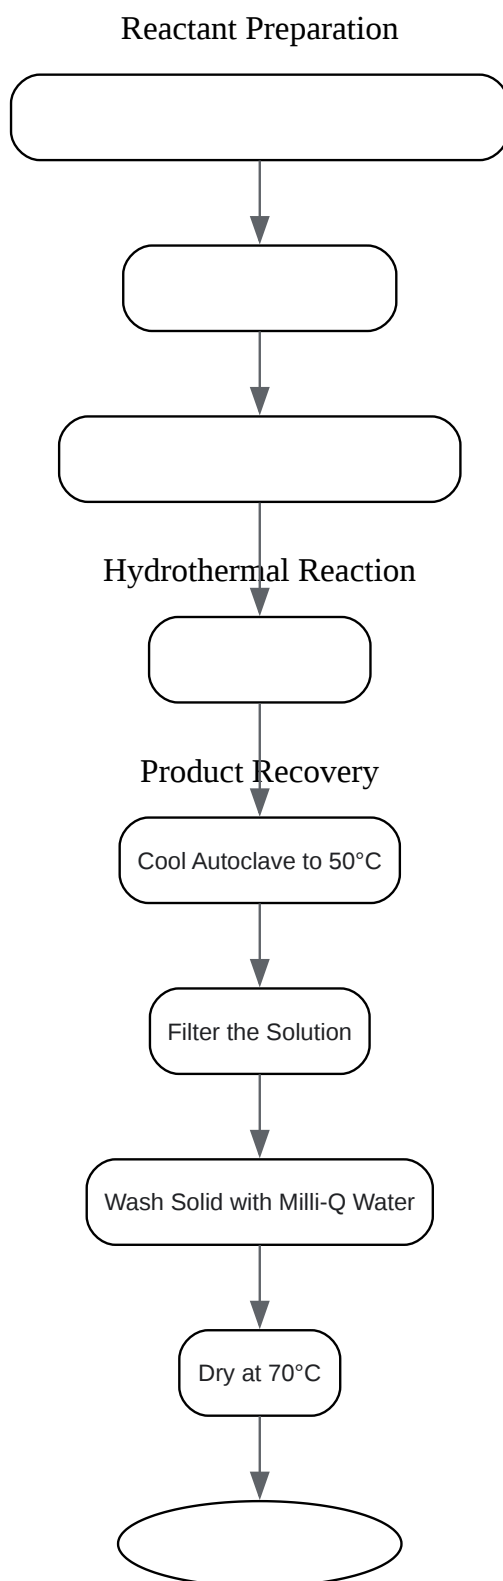 Reactant Preparation
Hydrothermal Reaction
Product Recovery
Cool Autoclave to 50°C
Filter the Solution
Wash Solid with Milli-Q Water
Dry at 70°C